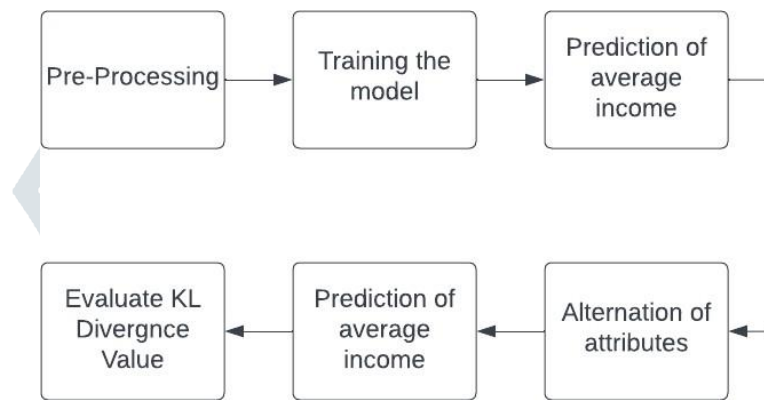 Pre-Processing
Training the
model
Prediction of
average
income
Alternation of
attributes
Prediction of
average
income
Evaluate KL
Divergnce
Value